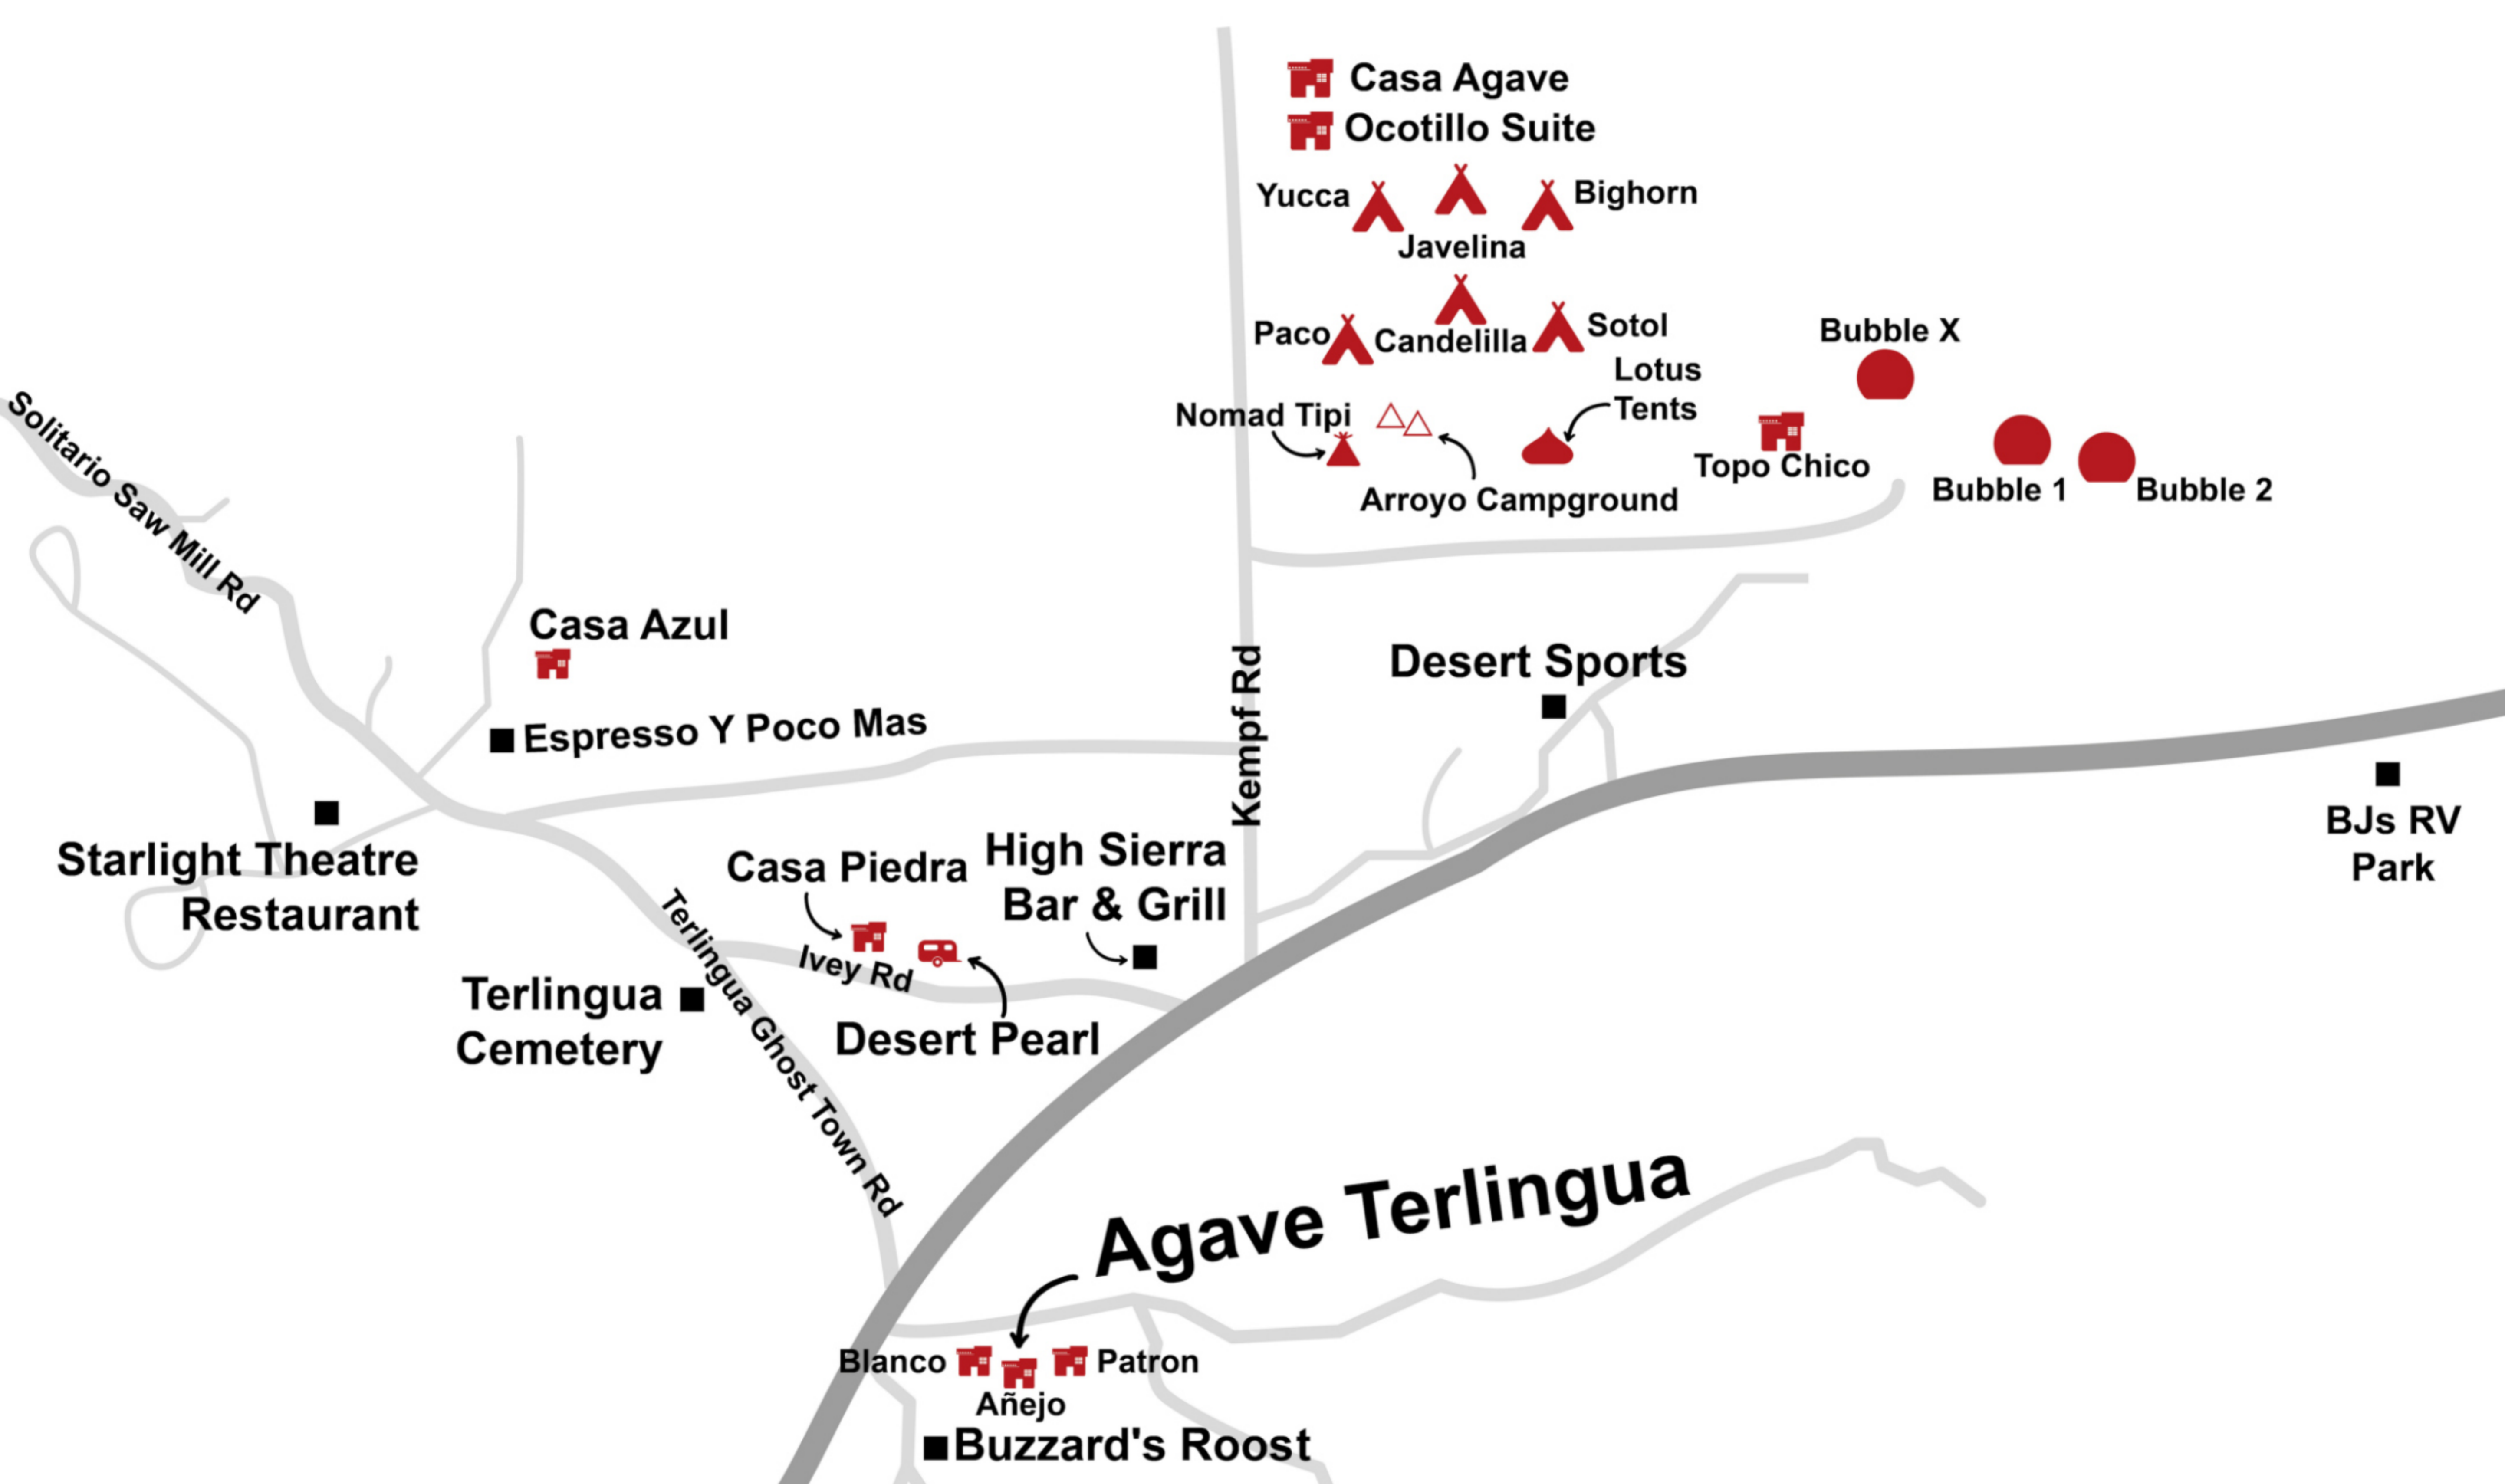 Casa Agave
Ocotillo Suite
Yucca
Bighorn
Javelina
Paco
Candelilla
Sotol
Lotus
Tents
Bubble X
Nomad Tipi
Topo Chico
Arroyo Campground
Bubble 1
Bubble 2
Solitario Saw Mill Rd
Casa Azul
Kempf Rd
Desert Sports
Espresso Y Poco Mas
BJs RV
Park
Starlight Theatre
Restaurant
Casa Piedra
High Sierra
Bar & Grill
Ivey Rd
Terlingua
Cemetery
Terlingua Ghost Town Rd
Desert Pearl
Agave Terlingua
Blanco
Patron
Añejo
Buzzard's Roost